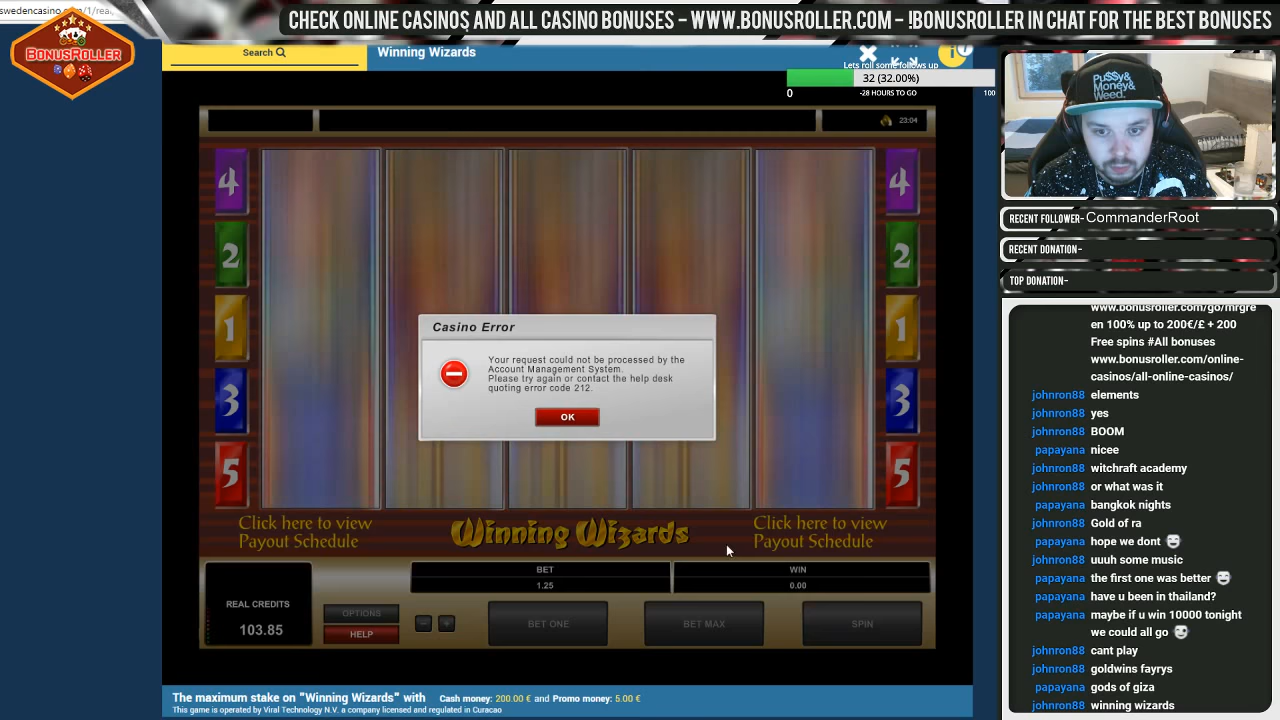 CHECK ONLINE CASINOS AND ALL CASINO BONUSES - WWW.BONUSROLLER.COM - !BONUSROLLER IN CHAT FOR THE BEST BONUSES
BONUSROLLER
Search
Winning Wizards
Lets roll some follows up
32 (32.00%)
0
-28 HOURS TO GO
100
Pu$$y&
Money&
Weed.
23:04
4
4
2
2
1
1
3
3
5
5
Casino Error
Your request could not be processed by the
Account Management System.
Please try again or contact the help desk
quoting error code 212.
OK
Click here to view
Payout Schedule
Winning Wizards
Click here to view
Payout Schedule
BET
1.25
WIN
0.00
REAL CREDITS
103.85
OPTIONS
HELP
BET ONE
BET MAX
SPIN
The maximum stake on "Winning Wizards" with Cash money: 200.00 € and Promo money: 5.00 €
This game is operated by Viral Technology N.V. a company licensed and regulated in Curacao
RECENT FOLLOWER- CommanderRoot
RECENT DONATION-
TOP DONATION-
www.bonusroller.com/go/mrgre
en 100% up to 200€/£ + 200
Free spins #All bonuses
www.bonusroller.com/online-
casinos/all-online-casinos/
johnron88 elements
johnron88 yes
johnron88 BOOM
papayana nicee
johnron88 witchraft academy
johnron88 or what was it
papayana bangkok nights
johnron88 Gold of ra
papayana hope we dont
johnron88 uuuh some music
papayana the first one was better
papayana have u been in thailand?
papayana maybe if u win 10000 tonight
we could all go
johnron88 cant play
johnron88 goldwins fayrys
papayana gods of giza
johnron88 winning wizards